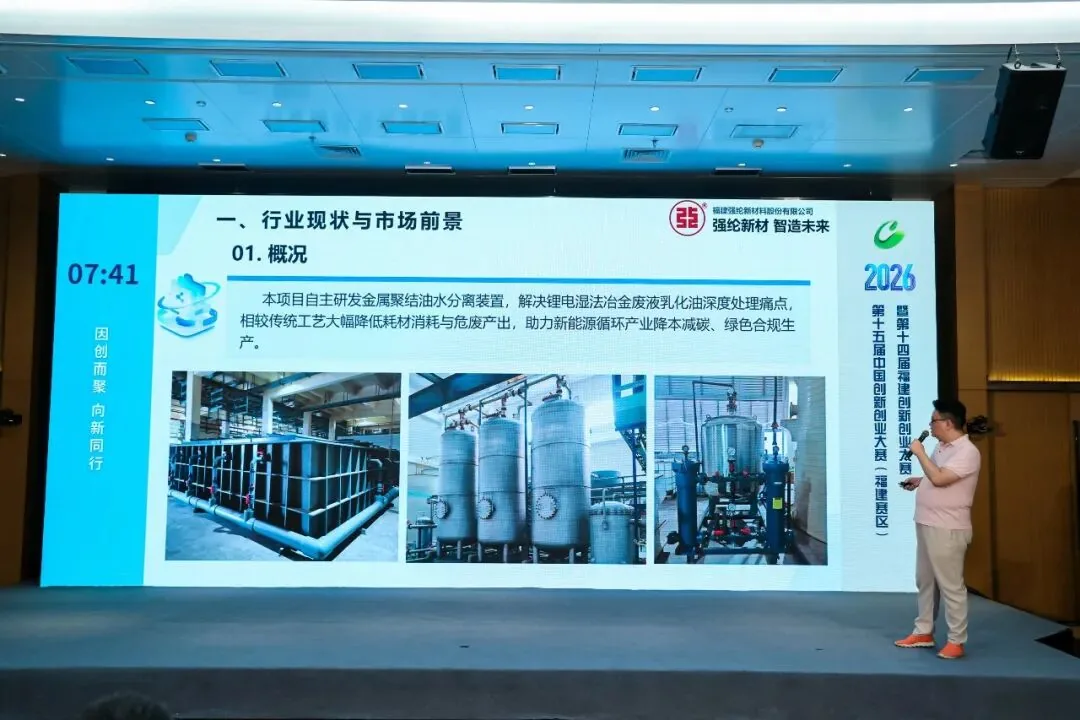 07:41
因创而聚 向新同行
一、行业现状与市场前景
01. 概况
福建强纶新材料股份有限公司
强纶新材 智造未来
本项目自主研发金属聚结油水分离装置，解决锂电湿法冶金废液乳化油深度处理痛点，
相较传统工艺大幅降低耗材消耗与危废产出，助力新能源循环产业降本减碳、绿色合规生
产。
2026
第十五届中国创新创业大赛（福建赛区）
暨第十四届福建创新创业大赛